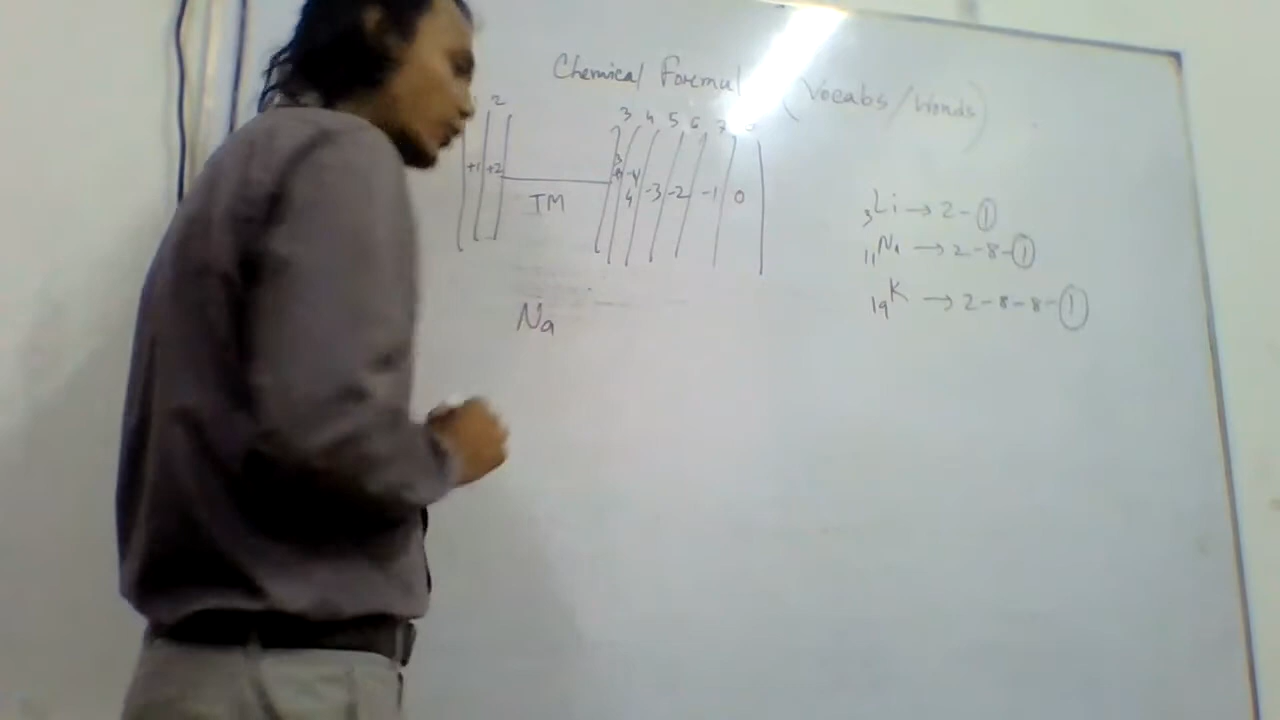 Chemical Formul (Vocabs/Words)
2 3 4 5 6 7
+1 +2 -4 4 -3 -2 -1 0
TM
₃Li → 2-1
₁₁Na → 2-8-1
₁₉K → 2-8-8-1
Na